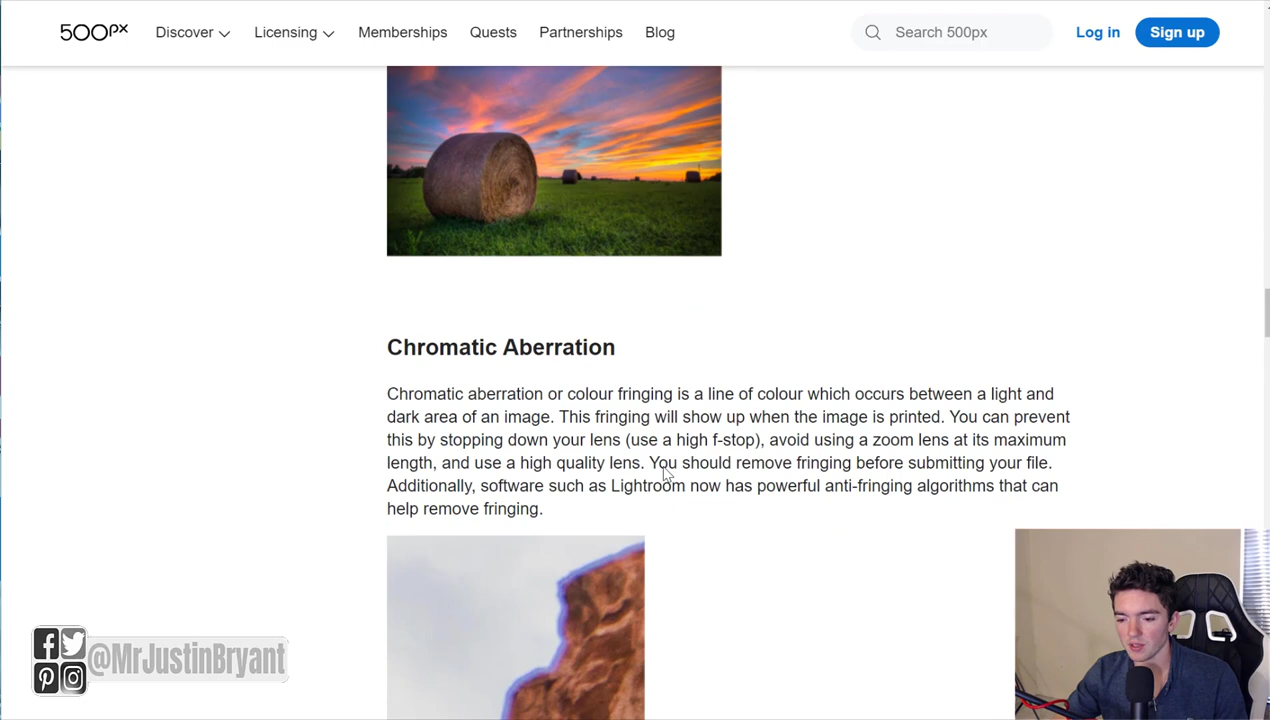 500px Discover Licensing Memberships Quests Partnerships Blog Search 500px Log in Sign up
Chromatic Aberration
Chromatic aberration or colour fringing is a line of colour which occurs between a light and
dark area of an image. This fringing will show up when the image is printed. You can prevent
this by stopping down your lens (use a high f-stop), avoid using a zoom lens at its maximum
length, and use a high quality lens. You should remove fringing before submitting your file.
Additionally, software such as Lightroom now has powerful anti-fringing algorithms that can
help remove fringing.
@MrJustinBryant